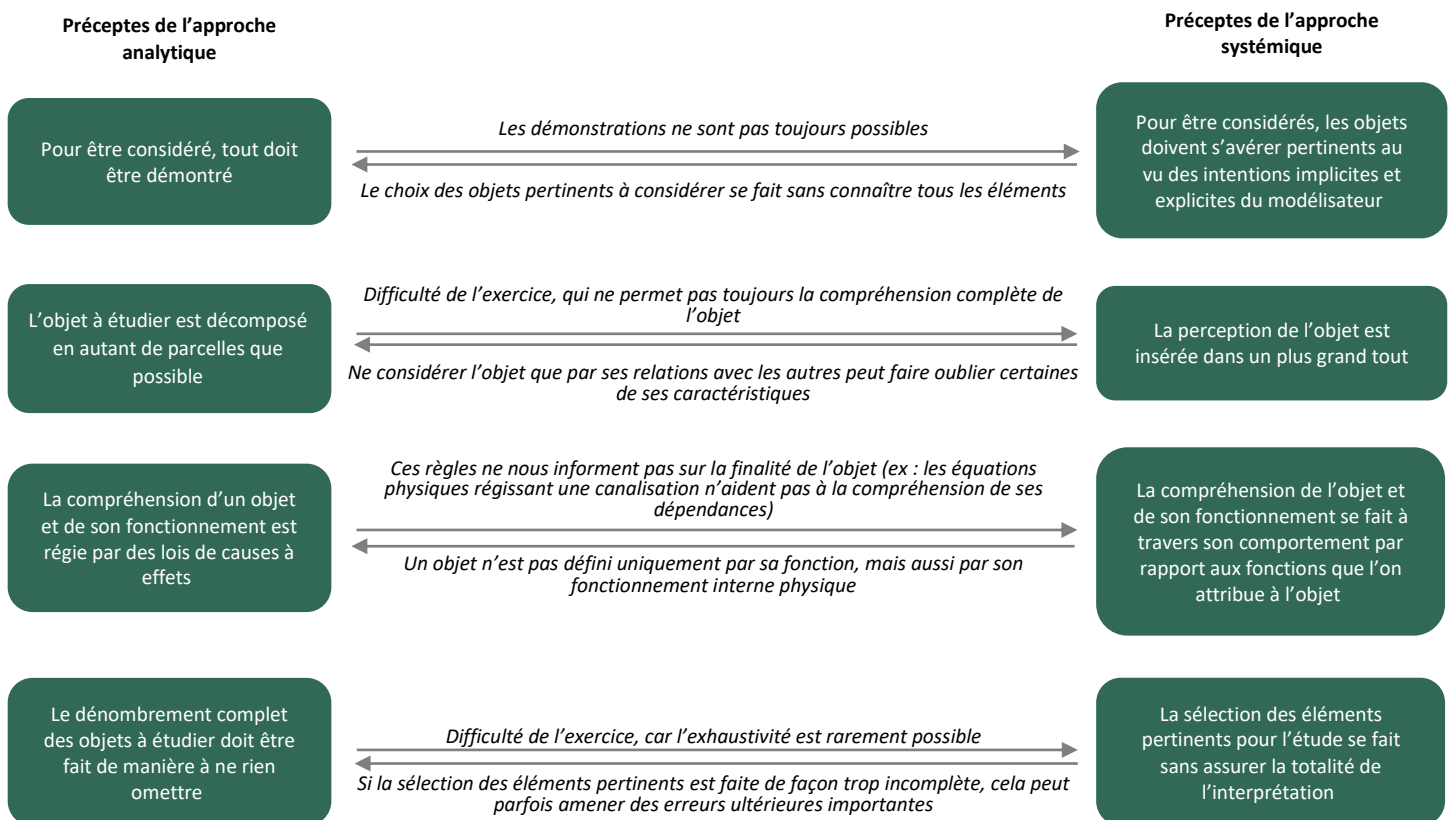 Préceptes de l'approche
analytique
Préceptes de l'approche
systémique
Pour être considéré, tout doit
être démontré
Les démonstrations ne sont pas toujours possibles
Le choix des objets pertinents à considérer se fait sans connaître tous les éléments
Pour être considérés, les objets
doivent s'avérer pertinents au
vu des intentions implicites et
explicites du modélisateur
L'objet à étudier est décomposé
en autant de parcelles que
possible
Difficulté de l'exercice, qui ne permet pas toujours la compréhension complète de
l'objet
Ne considérer l'objet que par ses relations avec les autres peut faire oublier certaines
de ses caractéristiques
La perception de l'objet est
insérée dans un plus grand tout
La compréhension d'un objet
et de son fonctionnement est
régie par des lois de causes à
effets
Ces règles ne nous informent pas sur la finalité de l'objet (ex : les équations
physiques régissant une canalisation n'aident pas à la compréhension de ses
dépendances)
Un objet n'est pas défini uniquement par sa fonction, mais aussi par son
fonctionnement interne physique
La compréhension de l'objet et
de son fonctionnement se fait à
travers son comportement par
rapport aux fonctions que l'on
attribue à l'objet
Le dénombrement complet
des objets à étudier doit être
fait de manière à ne rien
omettre
Difficulté de l'exercice, car l'exhaustivité est rarement possible
Si la sélection des éléments pertinents est faite de façon trop incomplète, cela peut
parfois amener des erreurs ultérieures importantes
La sélection des éléments
pertinents pour l'étude se fait
sans assurer la totalité de
l'interprétation